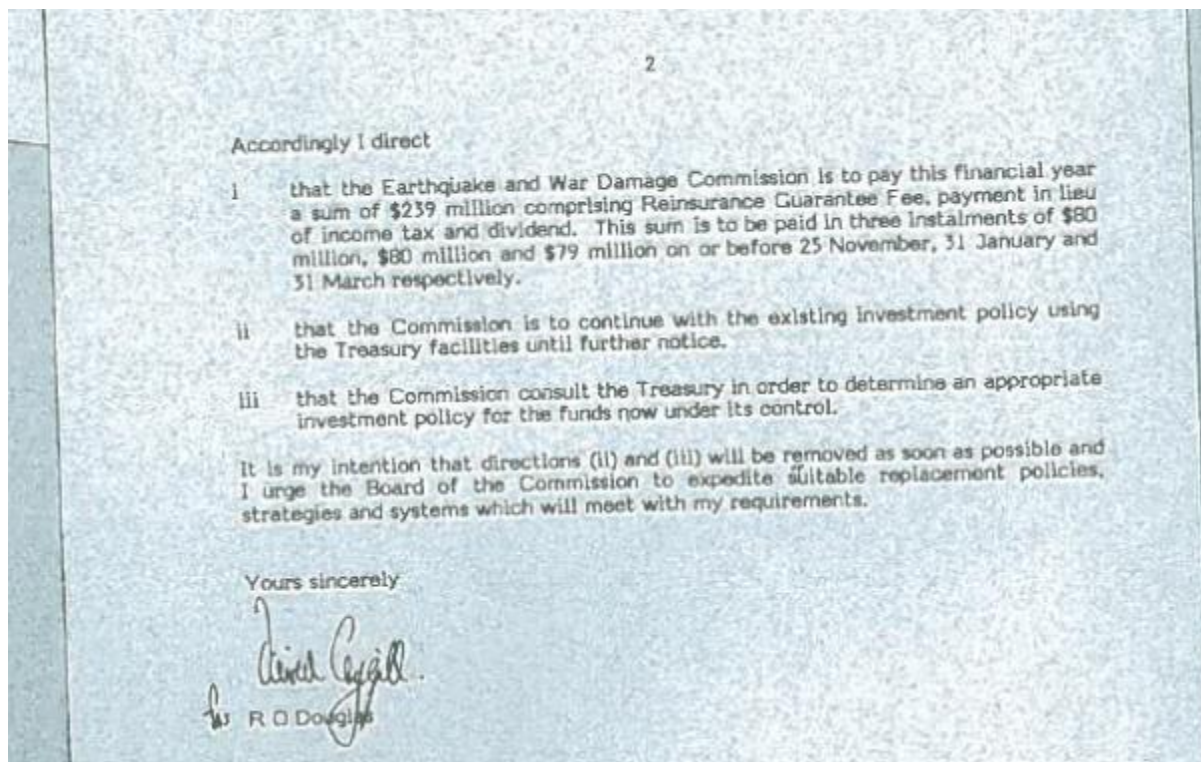 2
Accordingly I direct
i that the Earthquake and War Damage Commission is to pay this financial year
a sum of $239 million comprising Reinsurance Guarantee Fee, payment in lieu
of income tax and dividend. This sum is to be paid in three instalments of $80
million, $80 million and $79 million on or before 25 November, 31 January and
31 March respectively.
ii that the Commission is to continue with the existing investment policy using
the Treasury facilities until further notice.
iii that the Commission consult the Treasury in order to determine an appropriate
investment policy for the funds now under its control.
It is my intention that directions (ii) and (iii) will be removed as soon as possible and
I urge the Board of the Commission to expedite suitable replacement policies,
strategies and systems which will meet with my requirements.
Yours sincerely
David Caygill
for R O Douglas